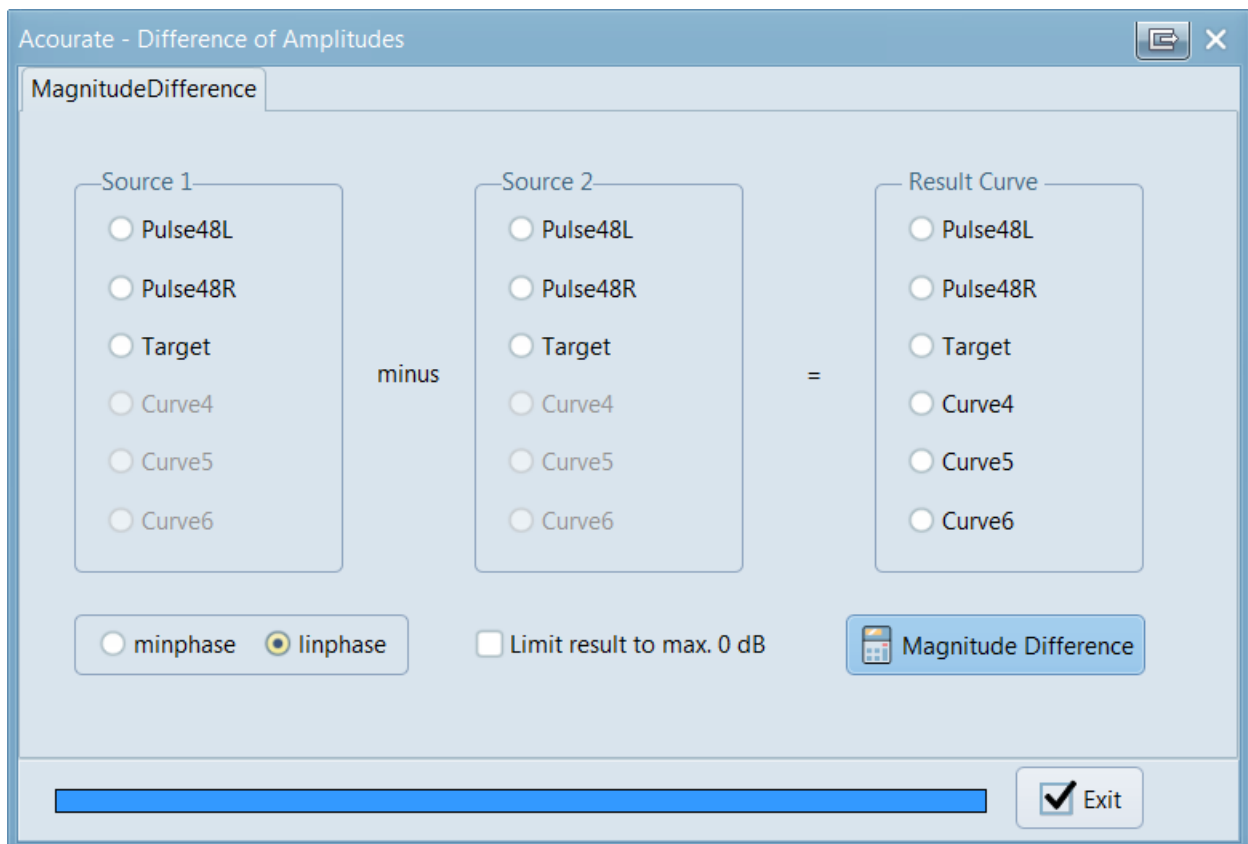 Acourate - Difference of Amplitudes
MagnitudeDifference
Source 1
Pulse48L
Pulse48R
Target
Curve4
Curve5
Curve6
minus
Source 2
Pulse48L
Pulse48R
Target
Curve4
Curve5
Curve6
=
Result Curve
Pulse48L
Pulse48R
Target
Curve4
Curve5
Curve6
minphase linphase
Limit result to max. 0 dB
Magnitude Difference
Exit